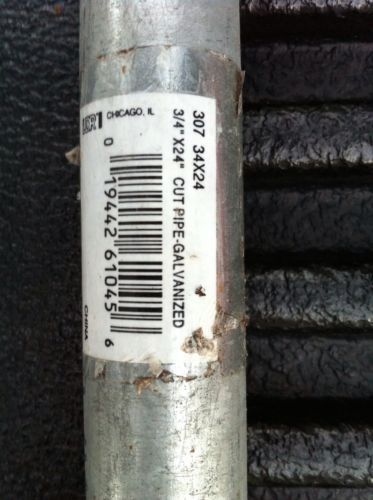 307 34X24
3/4" X24" CUT PIPE-GALVANIZED
CHICAGO, IL
0 19442 61045 6
CHINA